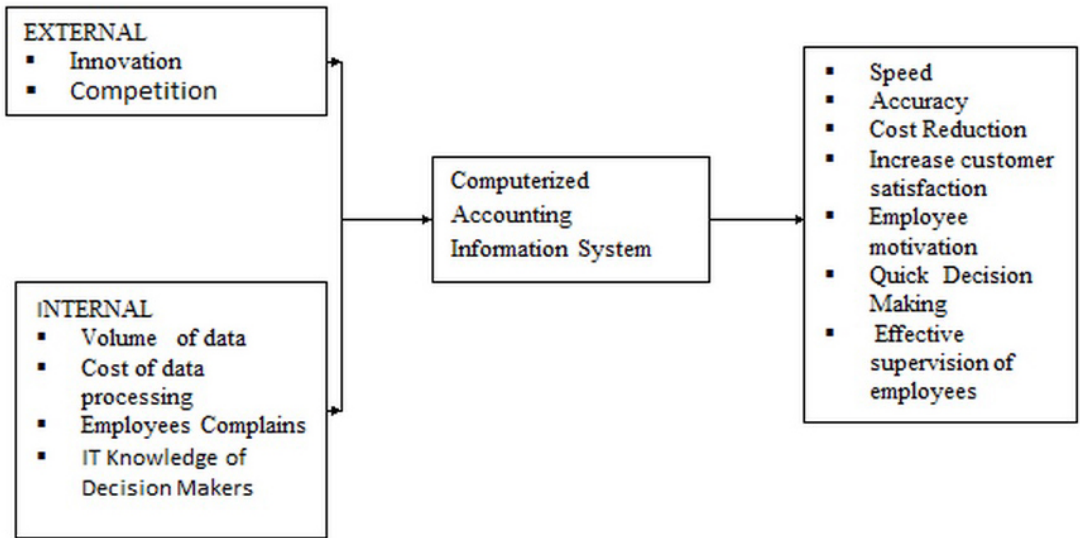 EXTERNAL
▪ Innovation
▪ Competition
INTERNAL
▪ Volume of data
▪ Cost of data
processing
▪ Employees Complains
▪ IT Knowledge of
Decision Makers
Computerized
Accounting
Information System
▪ Speed
▪ Accuracy
▪ Cost Reduction
▪ Increase customer
satisfaction
▪ Employee
motivation
▪ Quick Decision
Making
▪ Effective
supervision of
employees